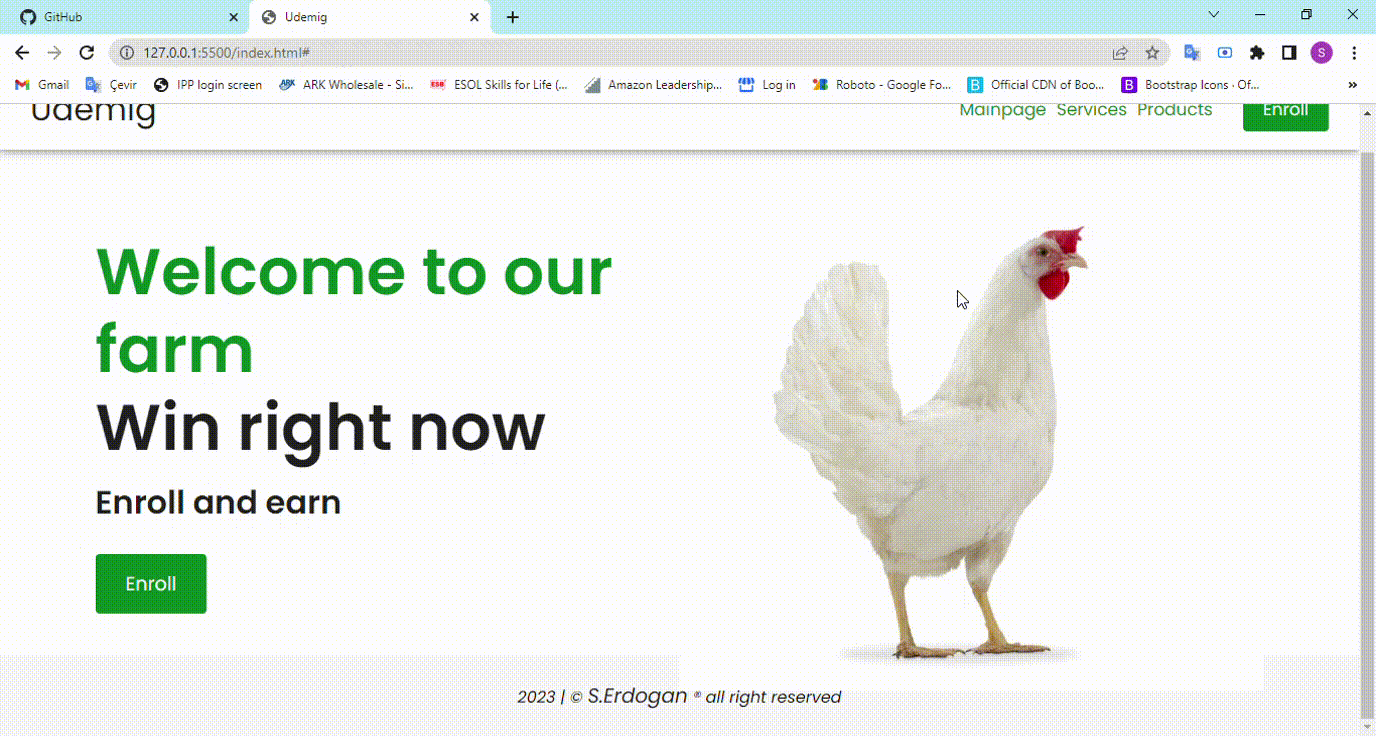 GitHub
Udemig
127.0.0.1:5500/index.html#
S
Gmail
Çevir
IPP login screen
ARK Wholesale - Si...
ESOL Skills for Life (...
Amazon Leadership...
Log in
Roboto - Google Fo...
B
Official CDN of Boo...
B
Bootstrap Icons · Of...
»
Udemig
Mainpage Services Products
Enroll
Welcome to our
farm
Win right now
Enroll and earn
Enroll
2023 | © S.Erdogan ® all right reserved